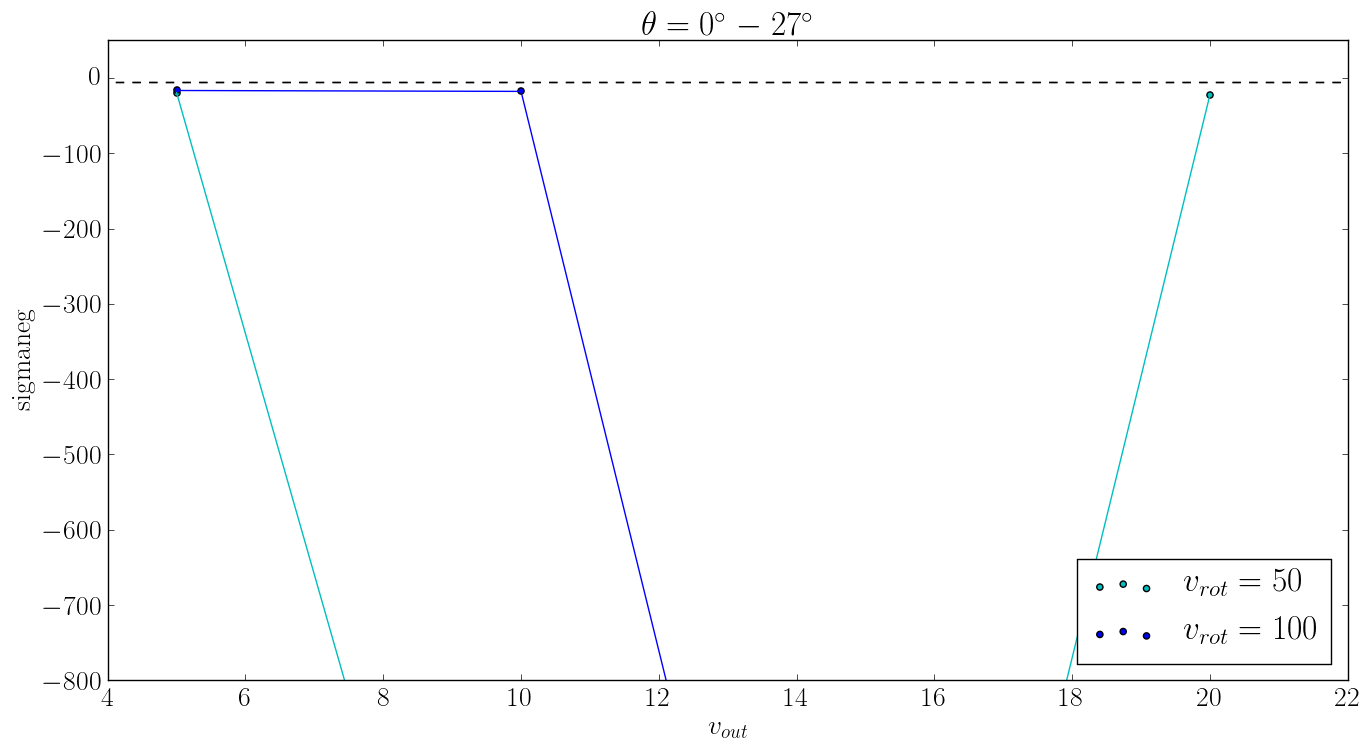 θ = 0° − 27°
0
−100
−200
−300
−400
−500
−600
−700
−800
sigmaneg
4 6 8 10 12 14 16 18 20 22
v_out
v_rot = 50
v_rot = 100